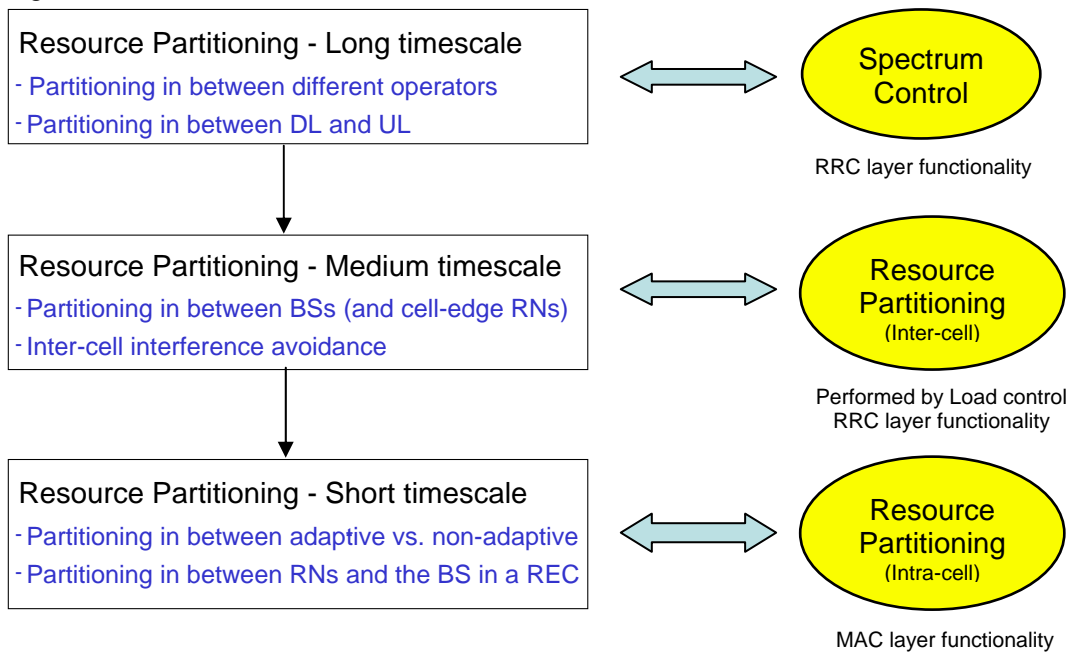 Resource Partitioning - Long timescale
- Partitioning in between different operators
- Partitioning in between DL and UL
Spectrum
Control
RRC layer functionality
Resource Partitioning - Medium timescale
- Partitioning in between BSs (and cell-edge RNs)
- Inter-cell interference avoidance
Resource
Partitioning
(Inter-cell)
Performed by Load control
RRC layer functionality
Resource Partitioning - Short timescale
- Partitioning in between adaptive vs. non-adaptive
- Partitioning in between RNs and the BS in a REC
Resource
Partitioning
(Intra-cell)
MAC layer functionality